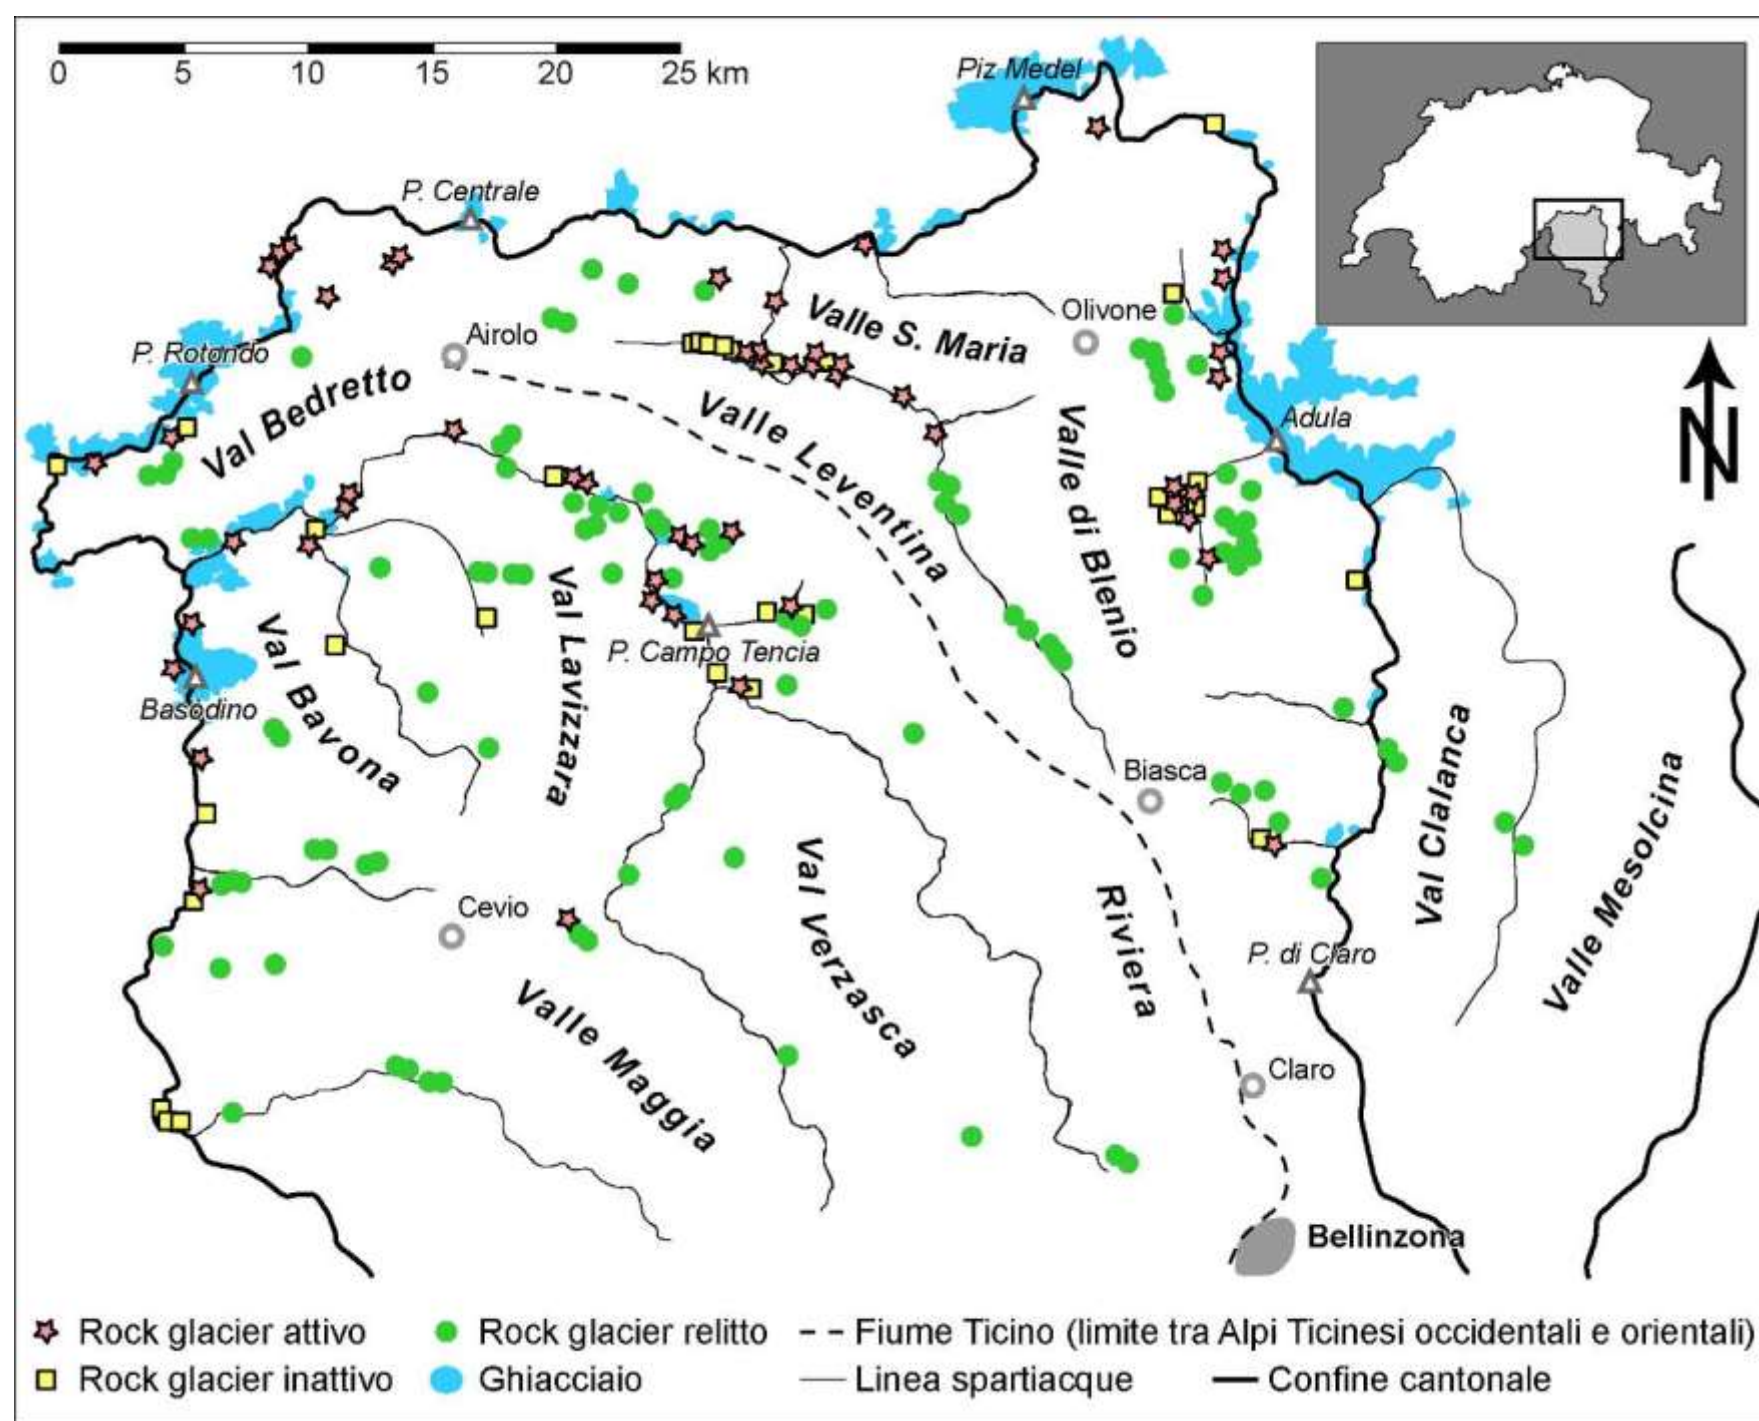 0 5 10 15 20 25 km
Piz Medel
P. Centrale
Olivone
Valle S. Maria
Airolo
P. Rotondo
Val Bedretto
Adula
Valle Leventina
Valle di Blenio
N
Val Lavizzara
P. Campo Tencia
Val Bavona
Basodino
Biasca
Val Clalanca
Valle Mesolcina
Cevio
Val Verzasca
Riviera
P. di Claro
Valle Maggia
Claro
Bellinzona
Rock glacier attivo
Rock glacier relitto
Fiume Ticino (limite tra Alpi Ticinesi occidentali e orientali)
Rock glacier inattivo
Ghiacciaio
Linea spartiacque
Confine cantonale